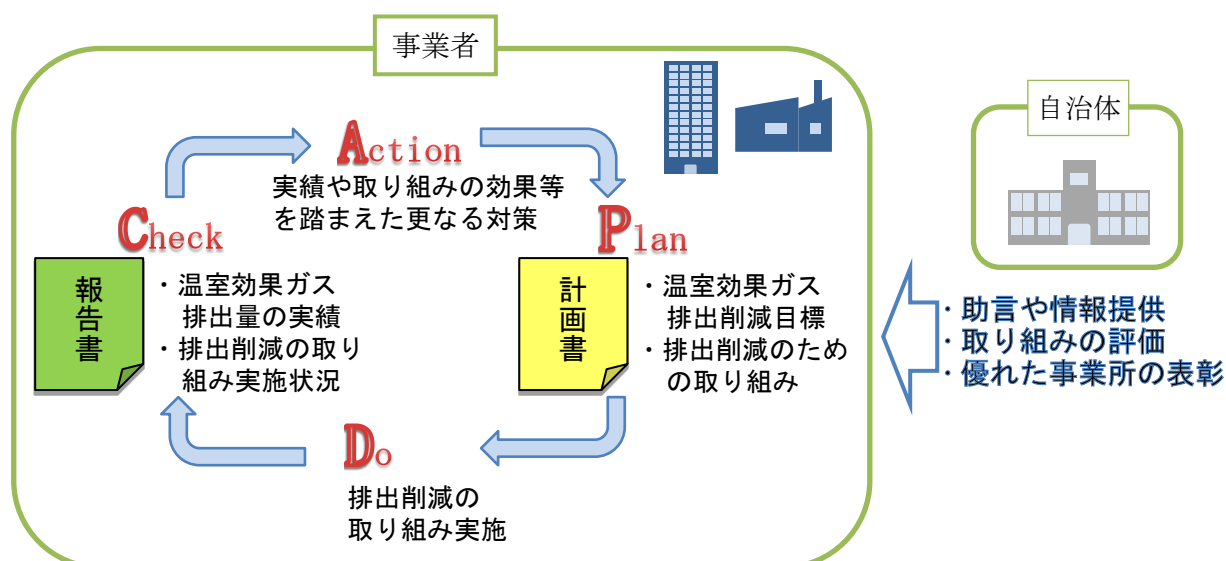 事業者
自治体
Action
実績や取り組みの効果等
を踏まえた更なる対策
Check
報告書
・温室効果ガス
排出量の実績
・排出削減の取り
組み実施状況
Plan
計画書
・温室効果ガス
排出削減目標
・排出削減のため
の取り組み
Do
排出削減の
取り組み実施
・助言や情報提供
・取り組みの評価
・優れた事業所の表彰